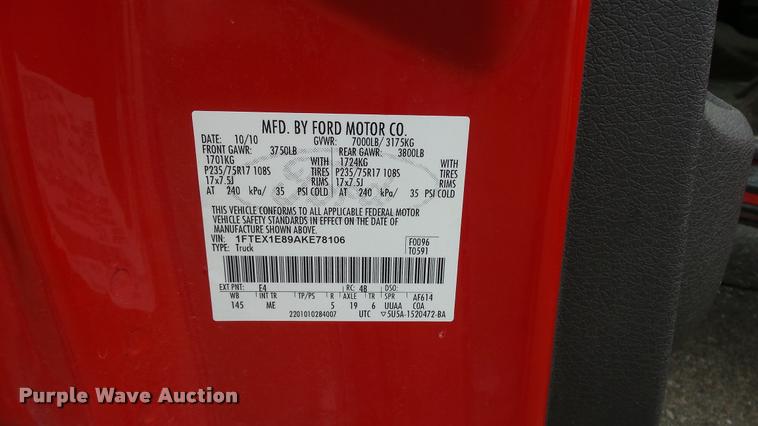 MFD. BY FORD MOTOR CO.
DATE: 10/10 GVWR: 7000LB/ 3175KG
FRONT GAWR: 3750LB REAR GAWR: 3800LB
1701KG WITH 1724KG WITH
P235/75R17 108S TIRES P235/75R17 108S TIRES
17x7.5J RIMS 17x7.5J RIMS
AT 240 kPa/ 35 PSI COLD AT 240 kPa/ 35 PSI COLD
THIS VEHICLE CONFORMS TO ALL APPLICABLE FEDERAL MOTOR
VEHICLE SAFETY STANDARDS IN EFFECT ON THE DATE OF
MANUFACTURE SHOWN ABOVE.
VIN: 1FTEX1E89AKE78106 F0096
TYPE: Truck T0591
EXT PNT: E4 RC: 4B DSO:
WB INT TR TP/PS R AXLE TR SPR AF614
145 ME 5 19 6 UUAA COA
2201010284007 UTC ▽5U5A-1520472-BA
Purple Wave Auction
Purple Wave Auction